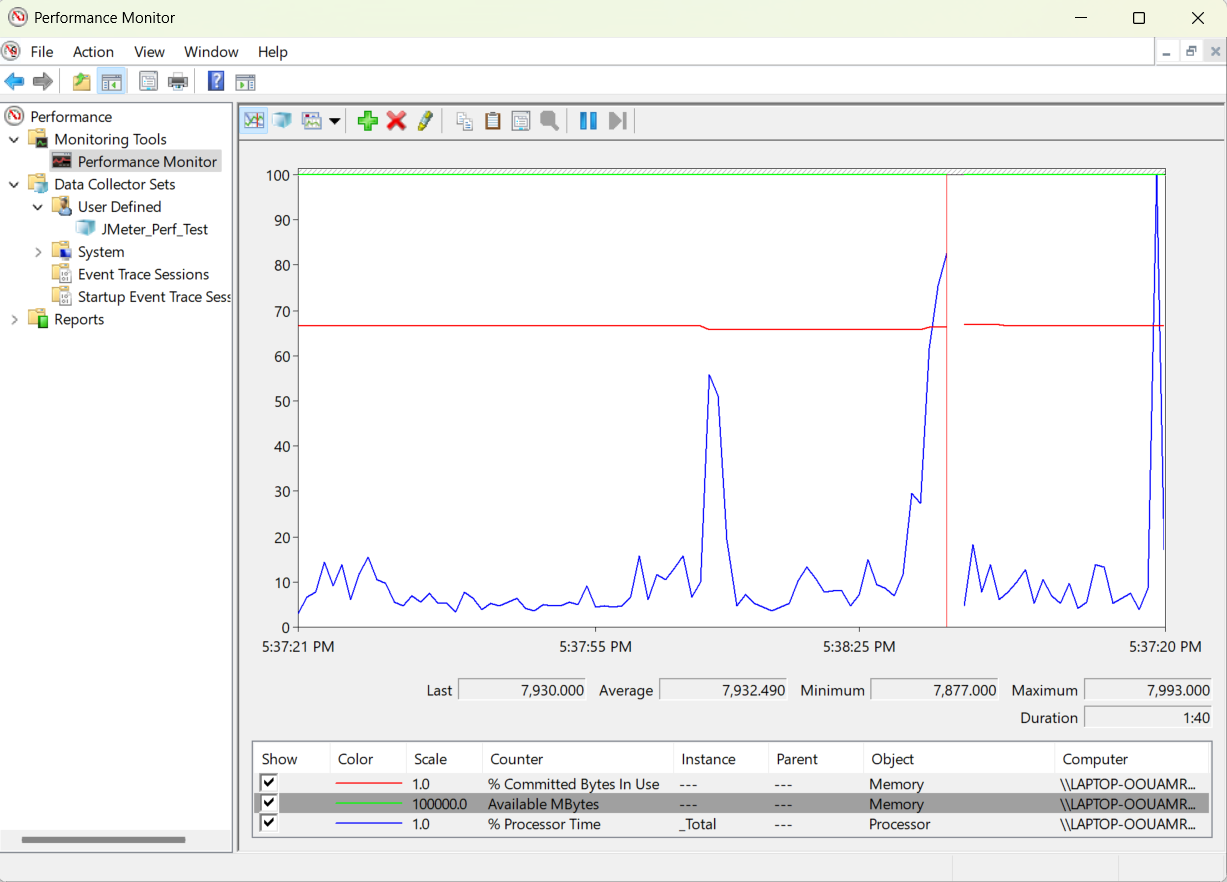 Performance Monitor
File Action View Window Help
Performance
Monitoring Tools
Performance Monitor
Data Collector Sets
User Defined
JMeter_Perf_Test
System
Event Trace Sessions
Startup Event Trace Sess
Reports
100
90
80
70
60
50
40
30
20
10
0
5:37:21 PM 5:37:55 PM 5:38:25 PM 5:37:20 PM
Last 7,930.000 Average 7,932.490 Minimum 7,877.000 Maximum 7,993.000
Duration 1:40
Show Color Scale Counter Instance Parent Object Computer
1.0 % Committed Bytes In Use --- --- Memory \\LAPTOP-OOUAMR...
100000.0 Available MBytes --- --- Memory \\LAPTOP-OOUAMR...
1.0 % Processor Time _Total --- Processor \\LAPTOP-OOUAMR...